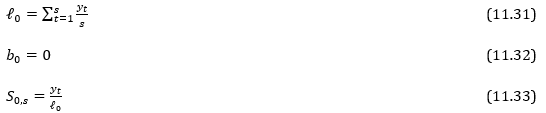 ℓ₀ = ∑ₜ₌₁ˢ yₜ/s (11.31)
b₀ = 0 (11.32)
S₀,ₛ = yₜ/ℓ₀ (11.33)